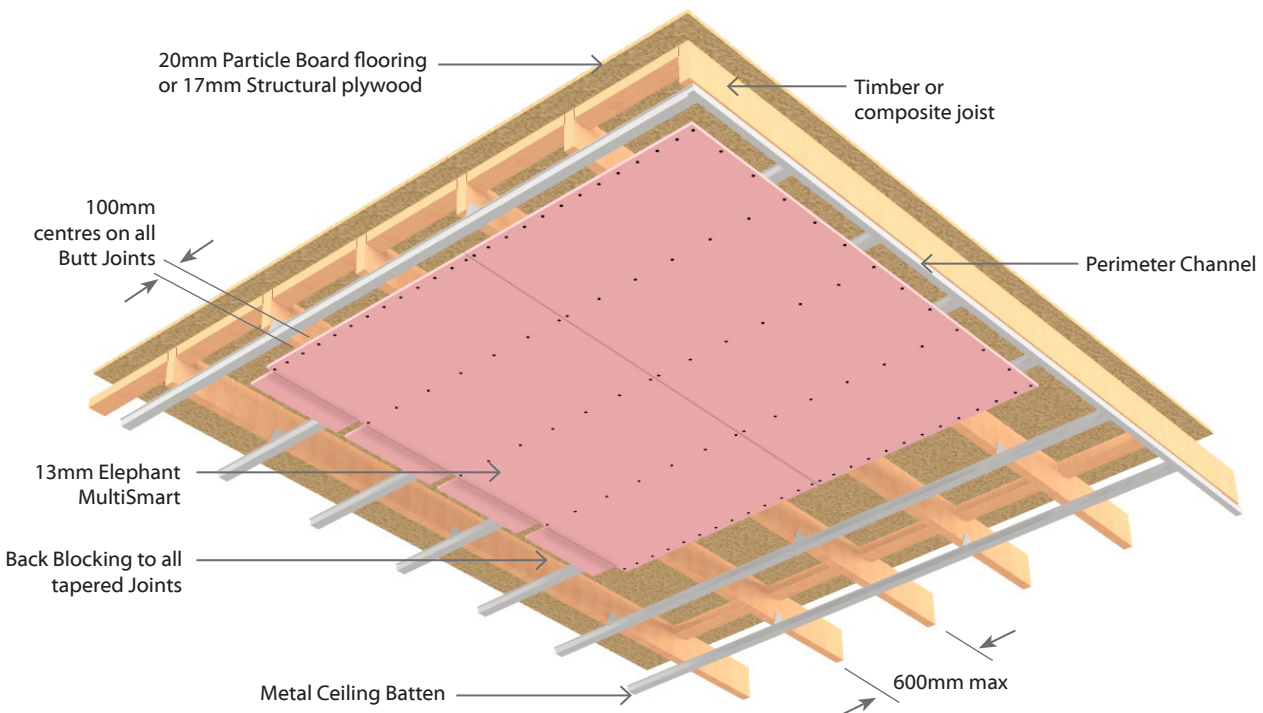 20mm Particle Board flooring
or 17mm Structural plywood
Timber or
composite joist
100mm
centres on all
Butt Joints
Perimeter Channel
13mm Elephant
MultiSmart
Back Blocking to all
tapered Joints
Metal Ceiling Batten
600mm max